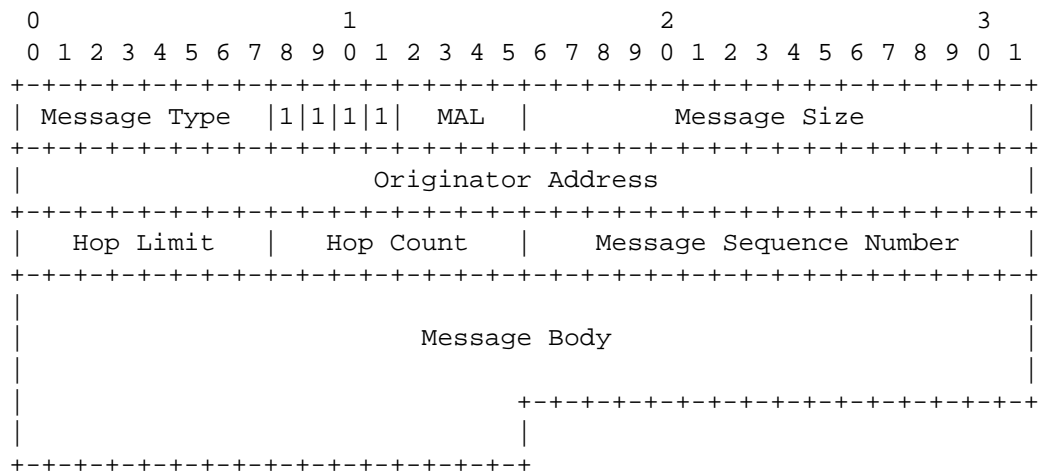 0                   1                   2                   3
 0 1 2 3 4 5 6 7 8 9 0 1 2 3 4 5 6 7 8 9 0 1 2 3 4 5 6 7 8 9 0 1
+-+-+-+-+-+-+-+-+-+-+-+-+-+-+-+-+-+-+-+-+-+-+-+-+-+-+-+-+-+-+-+-+
| Message Type  |1|1|1|1|  MAL  |         Message Size          |
+-+-+-+-+-+-+-+-+-+-+-+-+-+-+-+-+-+-+-+-+-+-+-+-+-+-+-+-+-+-+-+-+
|                      Originator Address                       |
+-+-+-+-+-+-+-+-+-+-+-+-+-+-+-+-+-+-+-+-+-+-+-+-+-+-+-+-+-+-+-+-+
|   Hop Limit   |   Hop Count   |    Message Sequence Number    |
+-+-+-+-+-+-+-+-+-+-+-+-+-+-+-+-+-+-+-+-+-+-+-+-+-+-+-+-+-+-+-+-+
|                                                               |
|                         Message Body                          |
|                                                               |
|                               +-+-+-+-+-+-+-+-+-+-+-+-+-+-+-+-+
|                               |
+-+-+-+-+-+-+-+-+-+-+-+-+-+-+-+-+